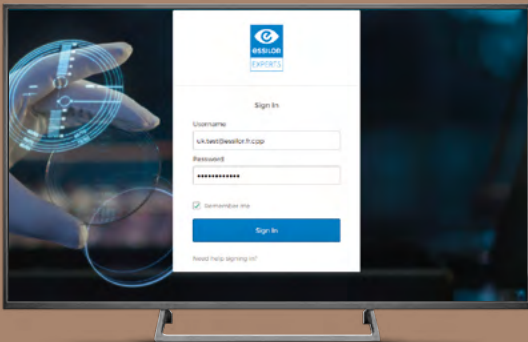 essilor
EXPERTS
Sign In
Username
uk.test@essilor.fr.cpp
Password
••••••••••••
Remember me
Sign In
Need help signing in?